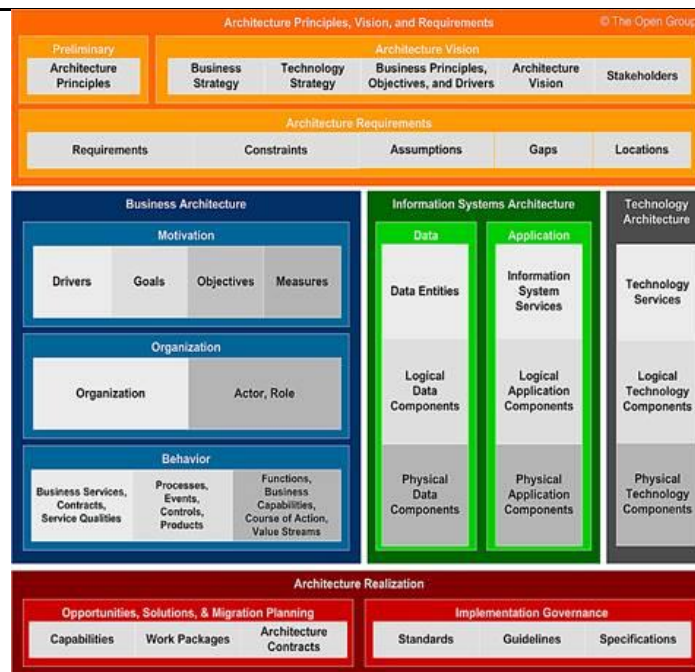 Architecture Principles, Vision, and Requirements
© The Open Group
Preliminary
Architecture
Principles
Architecture Vision
Business
Strategy
Technology
Strategy
Business Principles,
Objectives, and Drivers
Architecture
Vision
Stakeholders
Architecture Requirements
Requirements
Constraints
Assumptions
Gaps
Locations
Business Architecture
Motivation
Drivers
Goals
Objectives
Measures
Organization
Organization
Actor, Role
Behavior
Business Services,
Contracts,
Service Qualities
Processes,
Events,
Controls,
Products
Functions,
Business
Capabilities,
Course of Action,
Value Streams
Information Systems Architecture
Data
Data Entities
Logical
Data
Components
Physical
Data
Components
Application
Information
System
Services
Logical
Application
Components
Physical
Application
Components
Technology
Architecture
Technology
Services
Logical
Technology
Components
Physical
Technology
Components
Architecture Realization
Opportunities, Solutions, & Migration Planning
Capabilities
Work Packages
Architecture
Contracts
Implementation Governance
Standards
Guidelines
Specifications